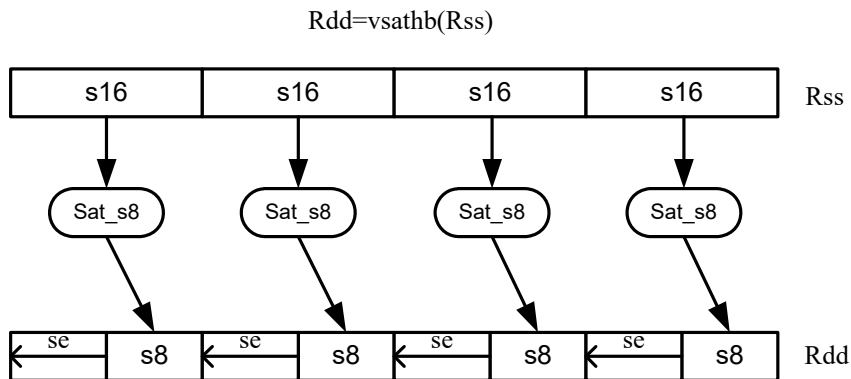 Rdd=vsathb(Rss)
s16 s16 s16 s16 Rss
Sat_s8 Sat_s8 Sat_s8 Sat_s8
se s8 se s8 se s8 se s8 Rdd